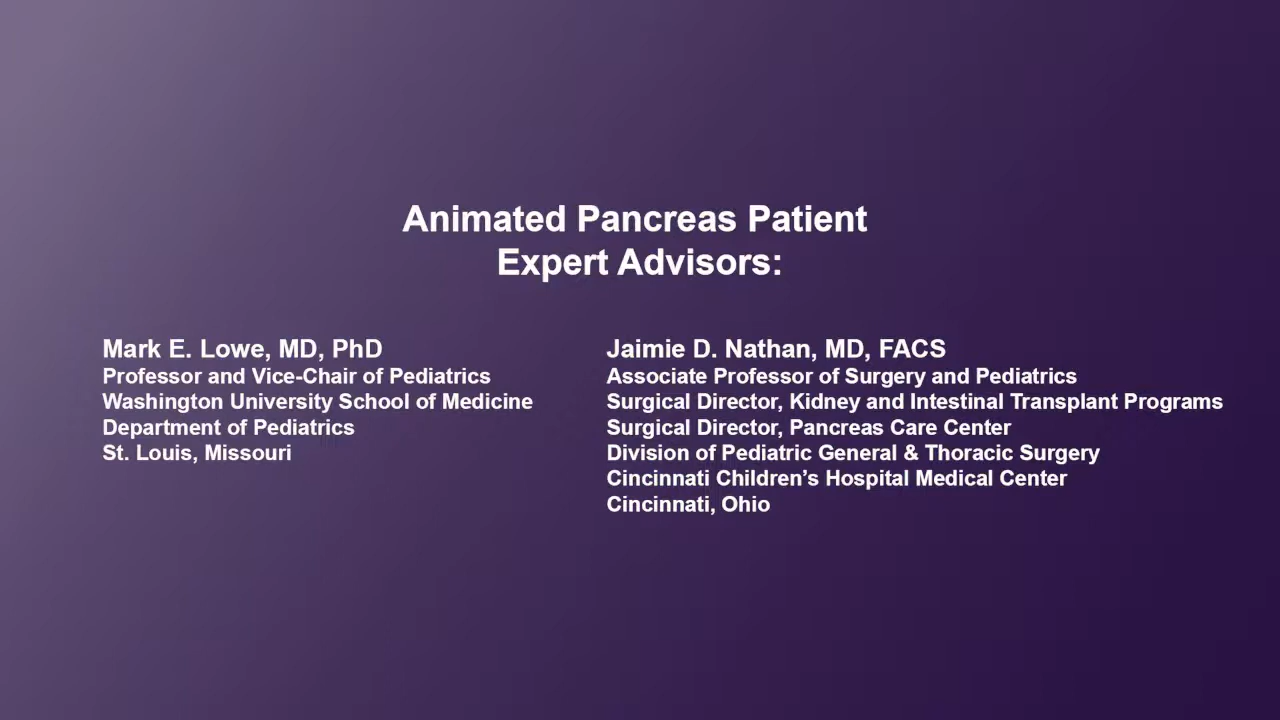 Animated Pancreas Patient
Expert Advisors:
Mark E. Lowe, MD, PhD
Professor and Vice-Chair of Pediatrics
Washington University School of Medicine
Department of Pediatrics
St. Louis, Missouri
Jaimie D. Nathan, MD, FACS
Associate Professor of Surgery and Pediatrics
Surgical Director, Kidney and Intestinal Transplant Programs
Surgical Director, Pancreas Care Center
Division of Pediatric General & Thoracic Surgery
Cincinnati Children’s Hospital Medical Center
Cincinnati, Ohio